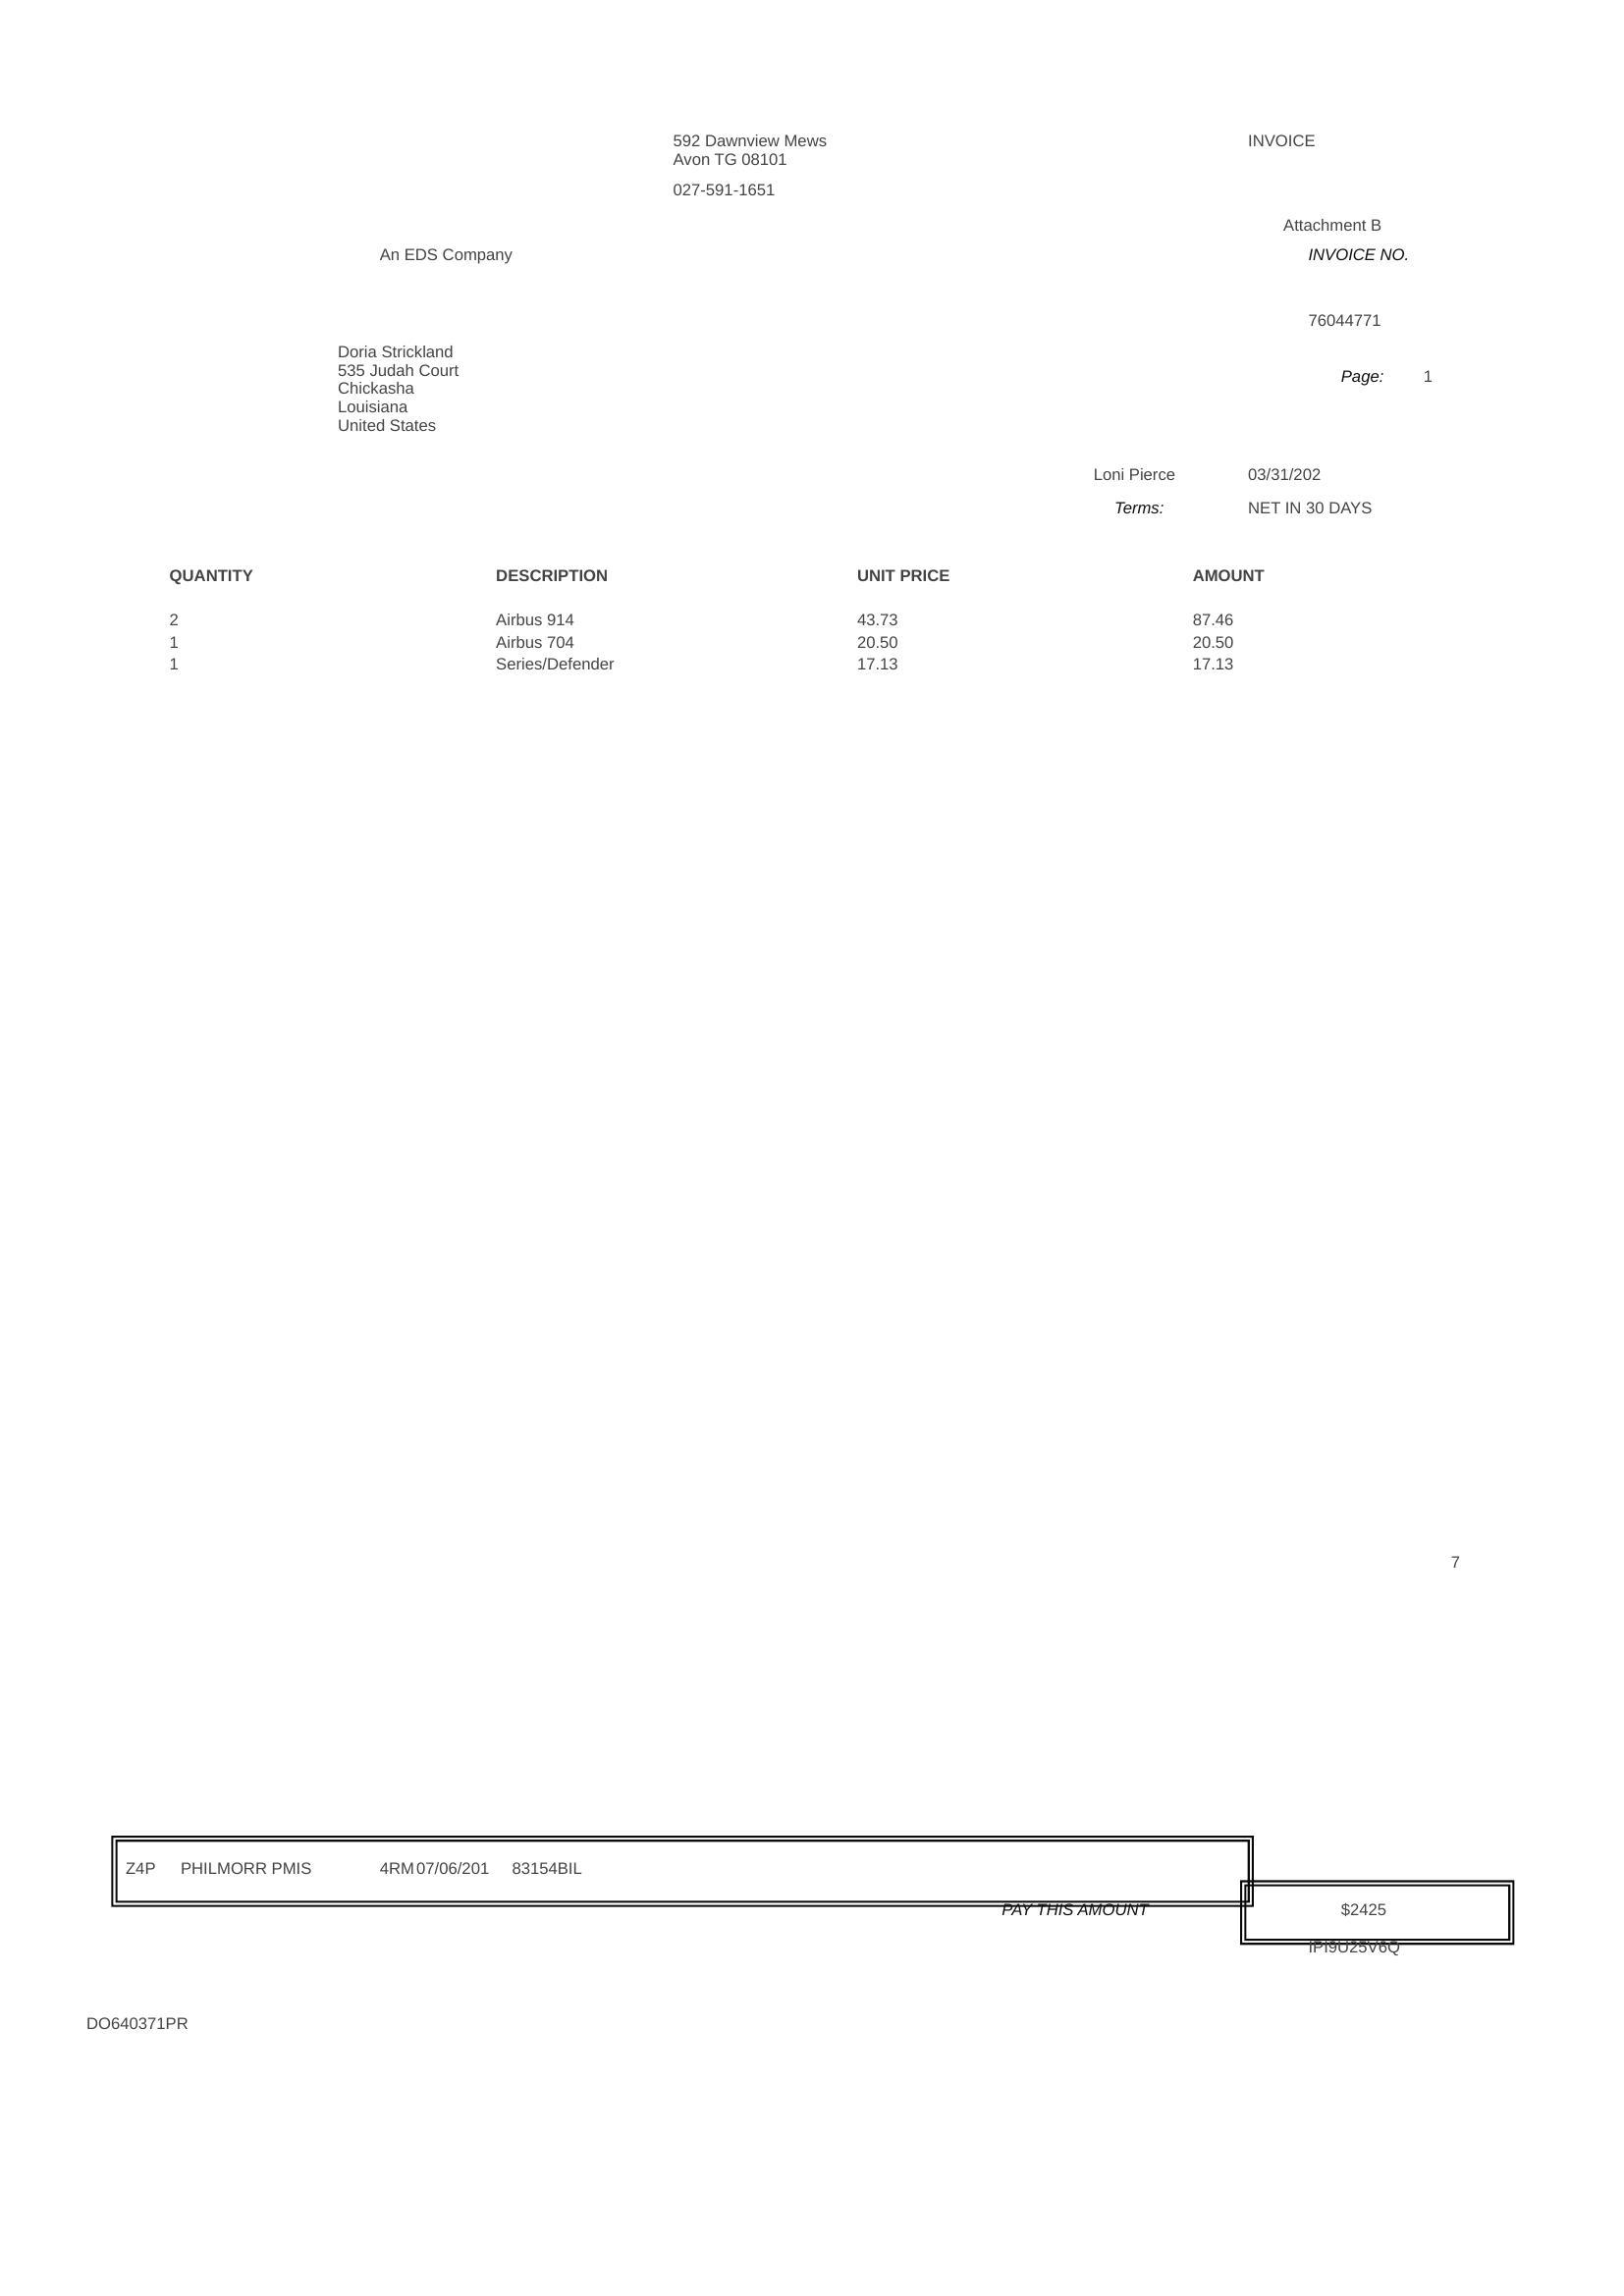 592 Dawnview Mews
INVOICE
Avon TG 08101
027-591-1651
Attachment B
An EDS Company
INVOICE NO.
76044771
Doria Strickland
535 Judah Court
Page: 1
Chickasha
Louisiana
United States
Loni Pierce 03/31/202
Terms: NET IN 30 DAYS
QUANTITY DESCRIPTION UNIT PRICE AMOUNT
2 Airbus 914 43.73 87.46
1 Airbus 704 20.50 20.50
1 Series/Defender 17.13 17.13
7
Z4P PHILMORR PMIS 4RM 07/06/201 83154BIL
PAY THIS AMOUNT $2425
IPI9U25V6Q
DO640371PR